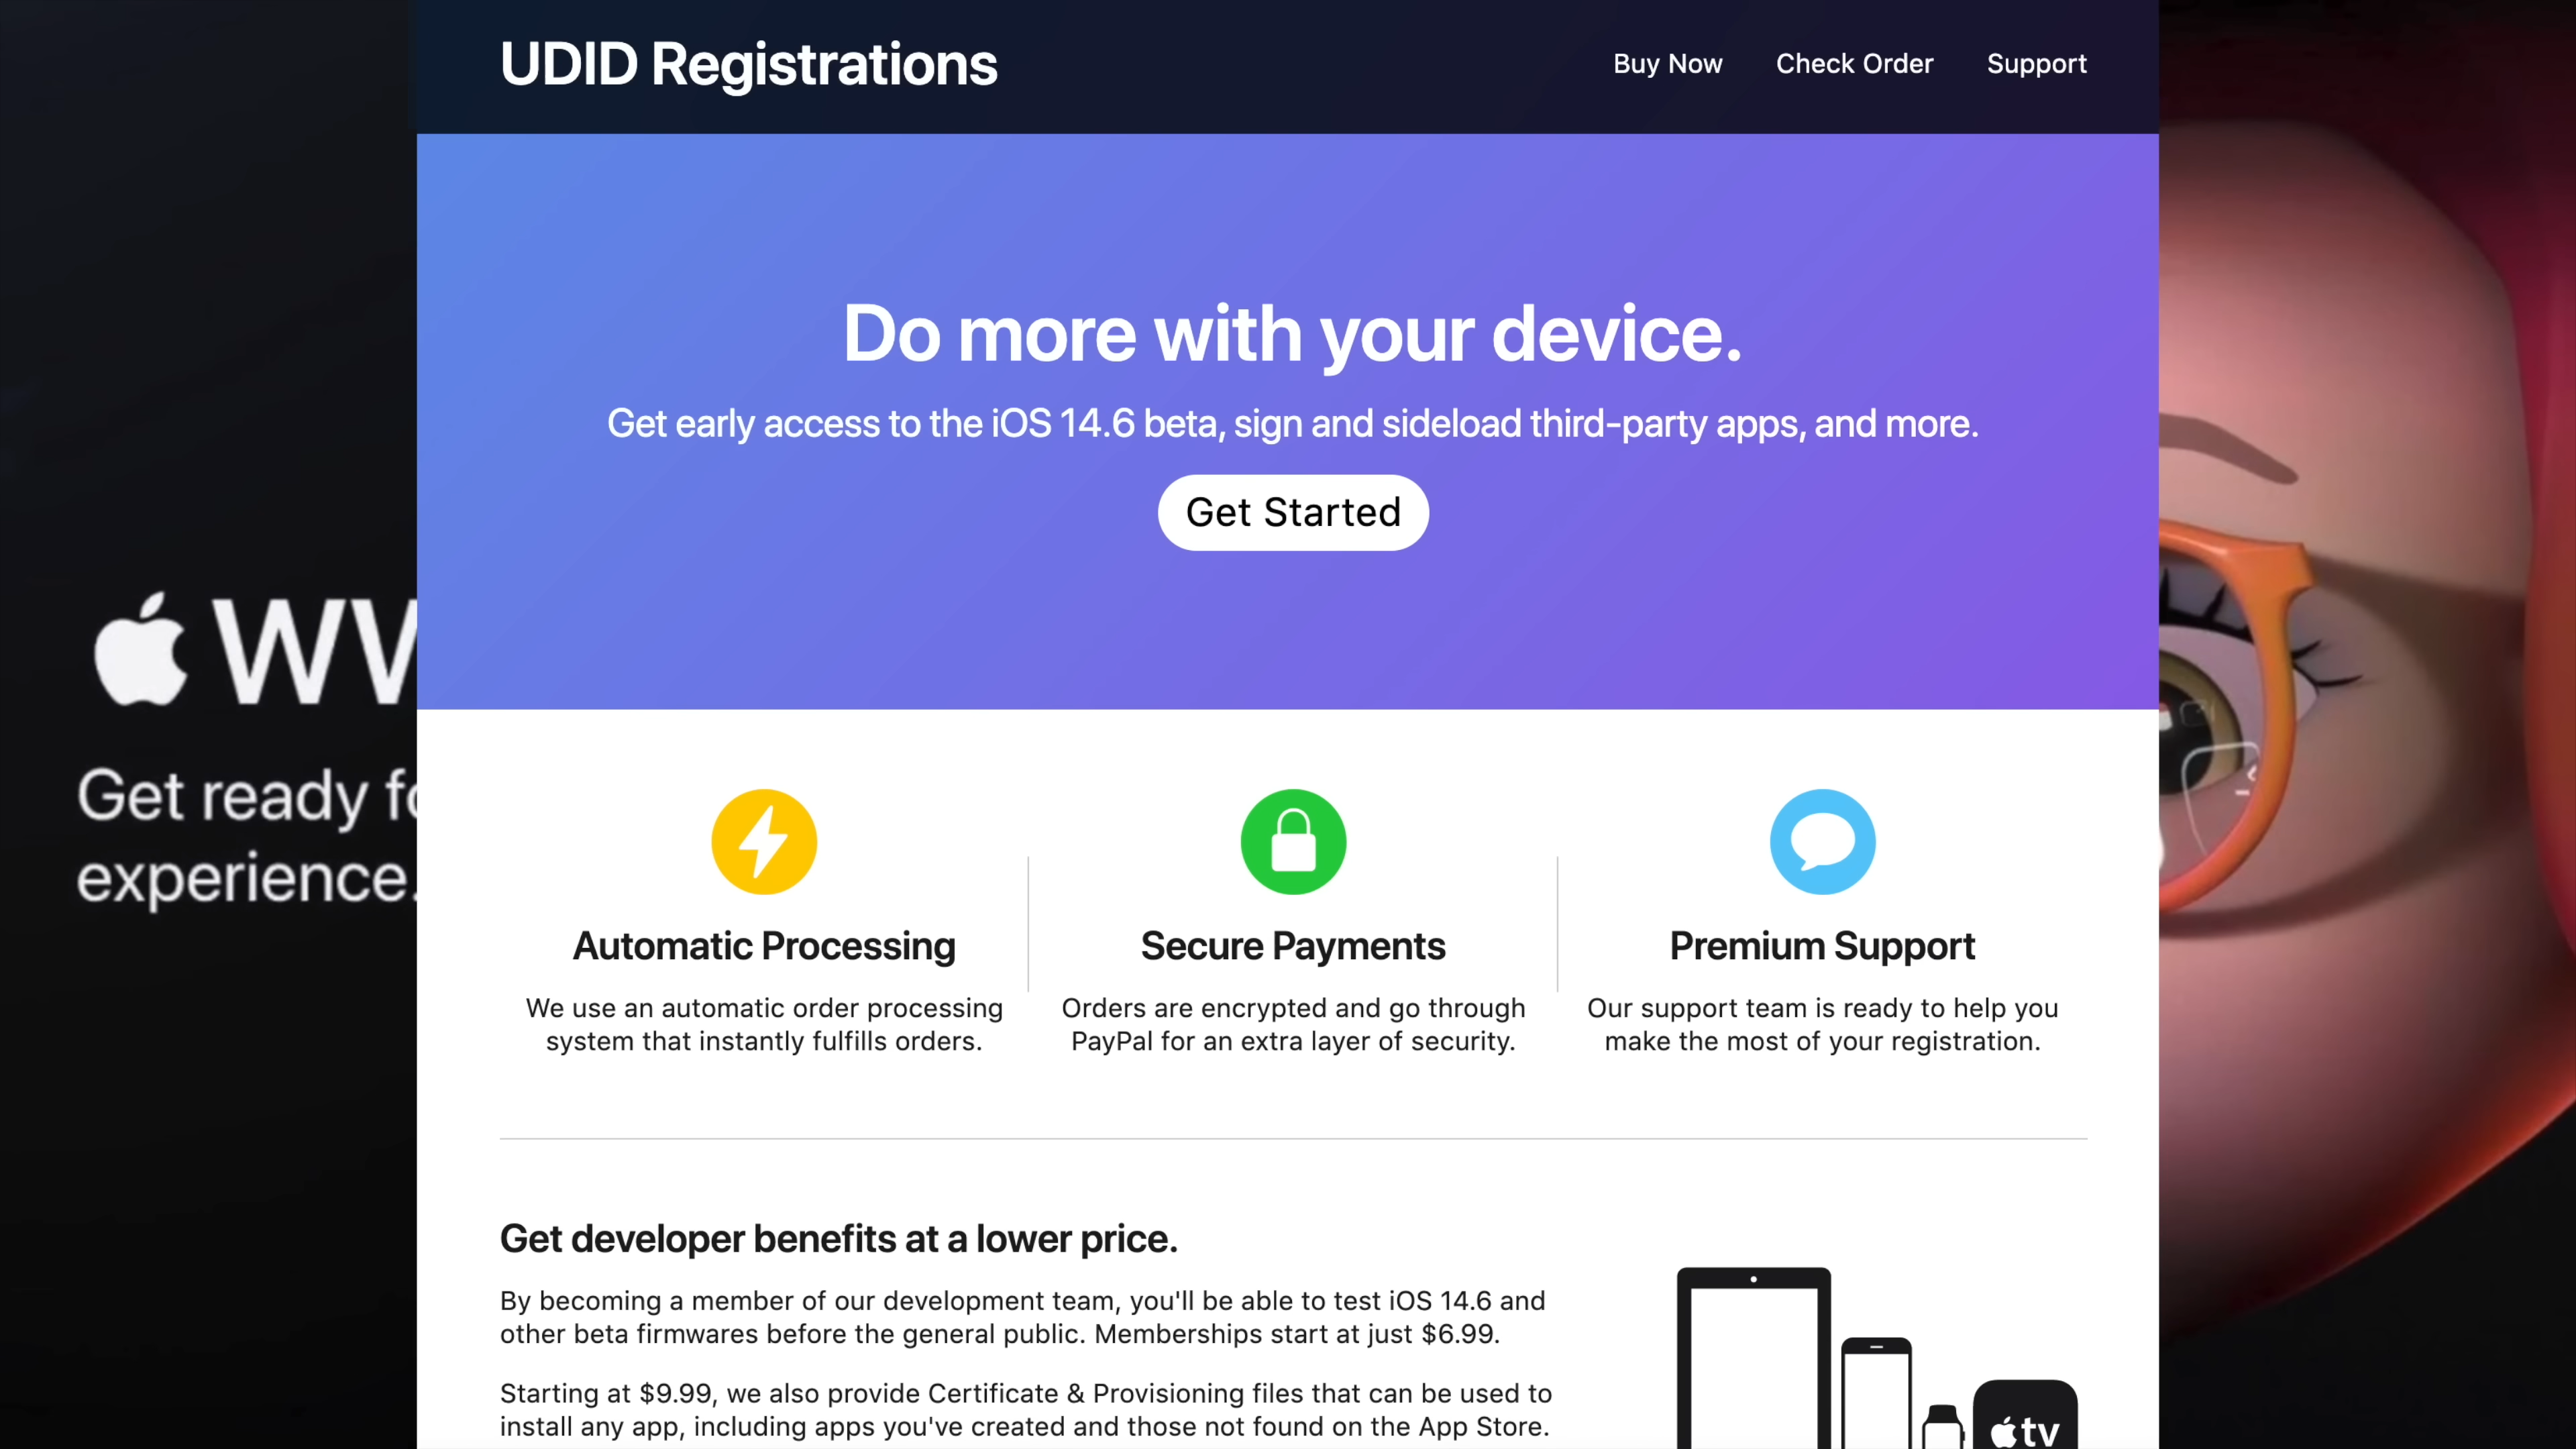 UDID Registrations
Buy Now
Check Order
Support
Do more with your device.
Get early access to the iOS 14.6 beta, sign and sideload third-party apps, and more.
Get Started
WV
Get ready fo
experience.
Automatic Processing
We use an automatic order processing
system that instantly fulfills orders.
Secure Payments
Orders are encrypted and go through
PayPal for an extra layer of security.
Premium Support
Our support team is ready to help you
make the most of your registration.
Get developer benefits at a lower price.
By becoming a member of our development team, you'll be able to test iOS 14.6 and
other beta firmwares before the general public. Memberships start at just $6.99.
Starting at $9.99, we also provide Certificate & Provisioning files that can be used to
install any app, including apps you've created and those not found on the App Store.
tv